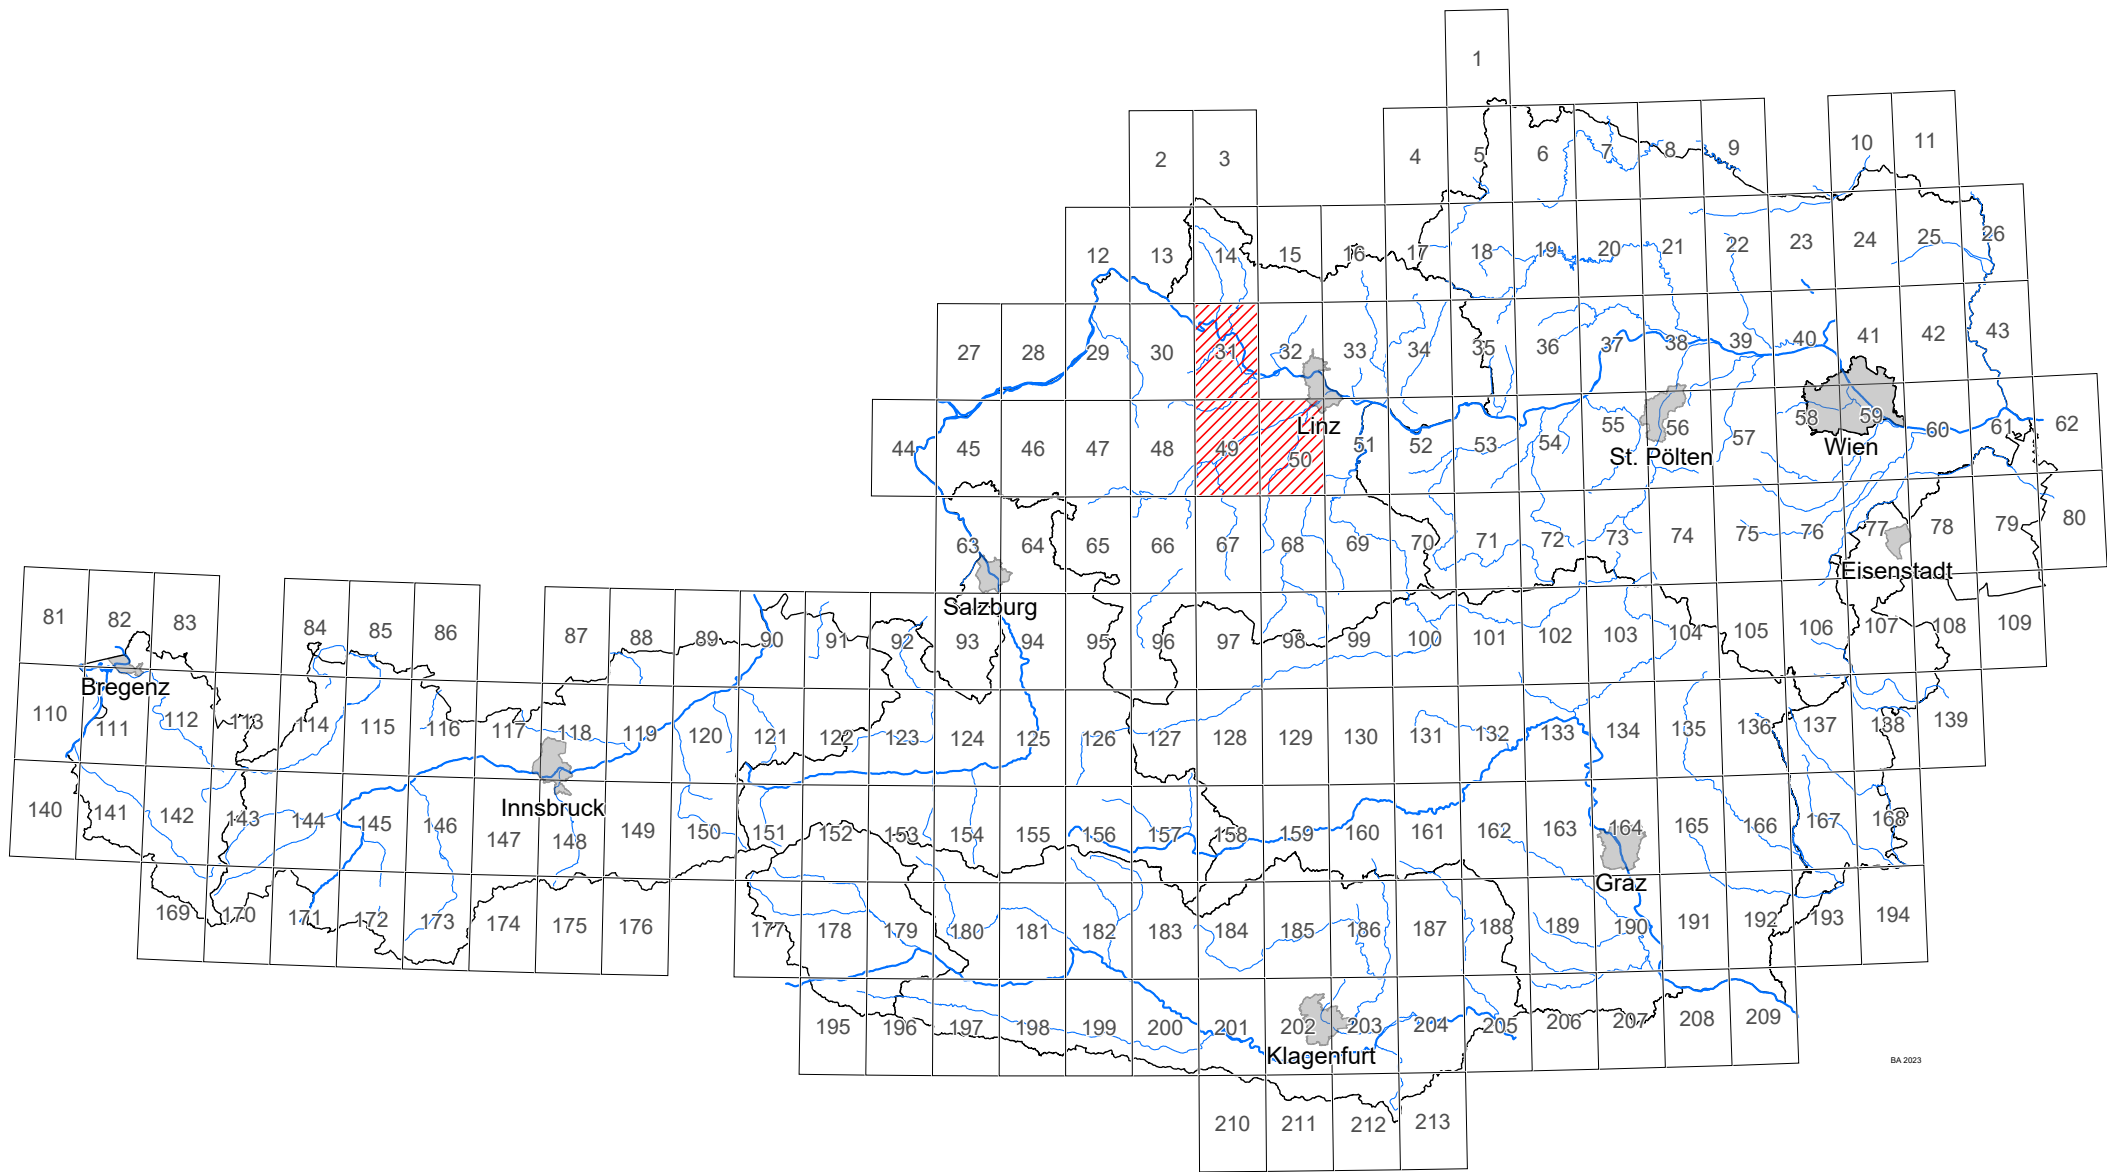 1
2 3 4 5 6 7 8 9 10 11
12 13 14 15 16 17 18 19 20 21 22 23 24 25 26
27 28 29 30 31 32 33 34 35 36 37 38 39 40 41 42 43
44 45 46 47 48 49 50 51 52 53 54 55 56 57 58 59 60 61 62
Linz
St. Pölten
Wien
63 64 65 66 67 68 69 70 71 72 73 74 75 76 77 78 79 80
Salzburg
Eisenstadt
81 82 83 84 85 86 87 88 89 90 91 92 93 94 95 96 97 98 99 100 101 102 103 104 105 106 107 108 109
Bregenz
110 111 112 113 114 115 116 117 118 119 120 121 122 123 124 125 126 127 128 129 130 131 132 133 134 135 136 137 138 139
Innsbruck
140 141 142 143 144 145 146 147 148 149 150 151 152 153 154 155 156 157 158 159 160 161 162 163 164 165 166 167 168
Graz
169 170 171 172 173 174 175 176 177 178 179 180 181 182 183 184 185 186 187 188 189 190 191 192 193 194
195 196 197 198 199 200 201 202 203 204 205 206 207 208 209
Klagenfurt
BA 2023
210 211 212 213